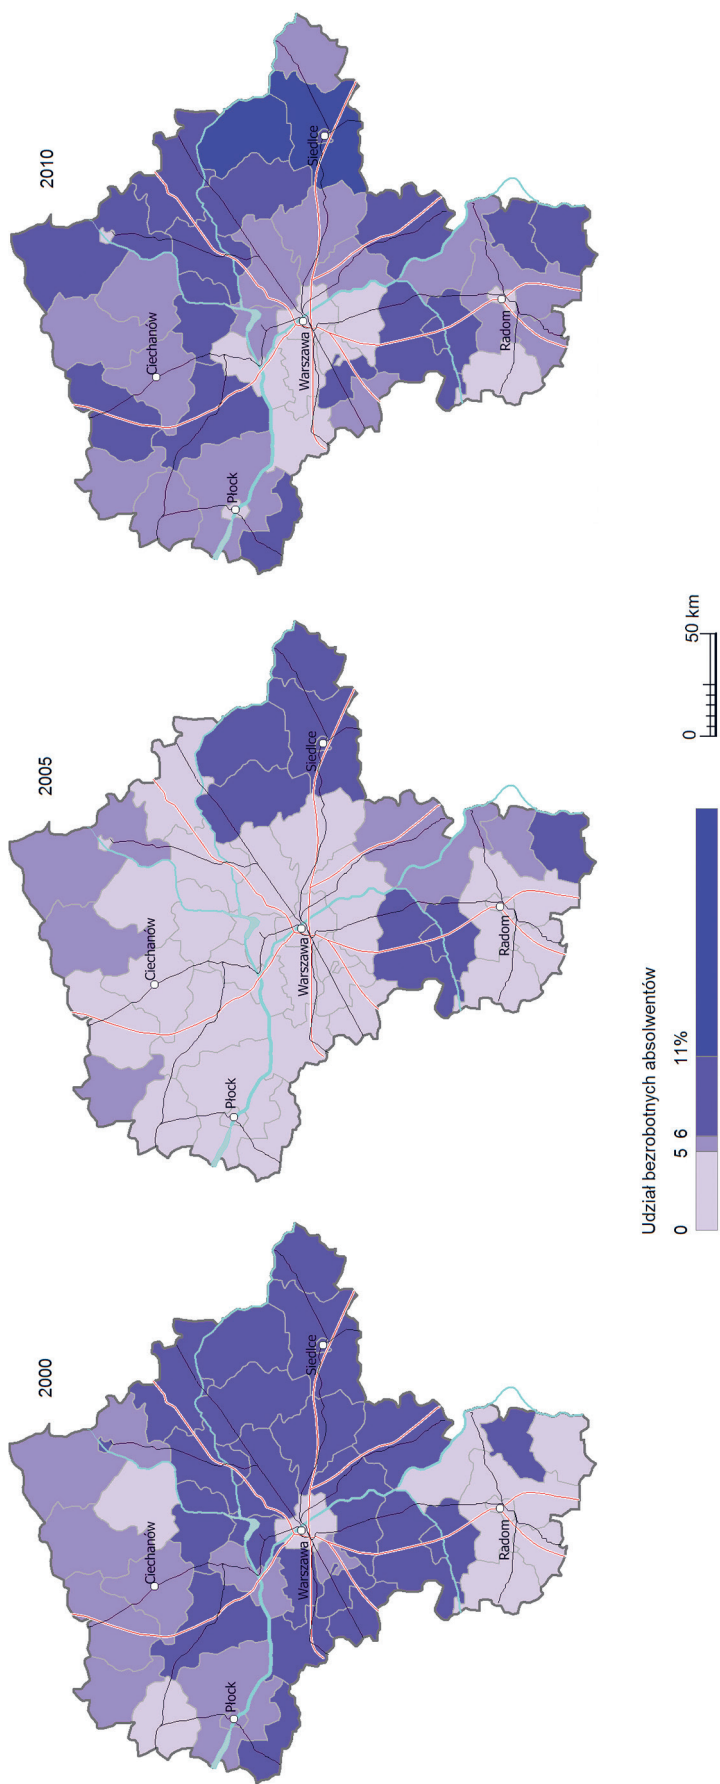 2000
Ciechanów
Płock
Warszawa
Siedlce
Radom
2005
Ciechanów
Płock
Warszawa
Siedlce
Radom
2010
Ciechanów
Płock
Warszawa
Siedlce
Radom
Udział bezrobotnych absolwentów
0 5 6 11%
0 50 km